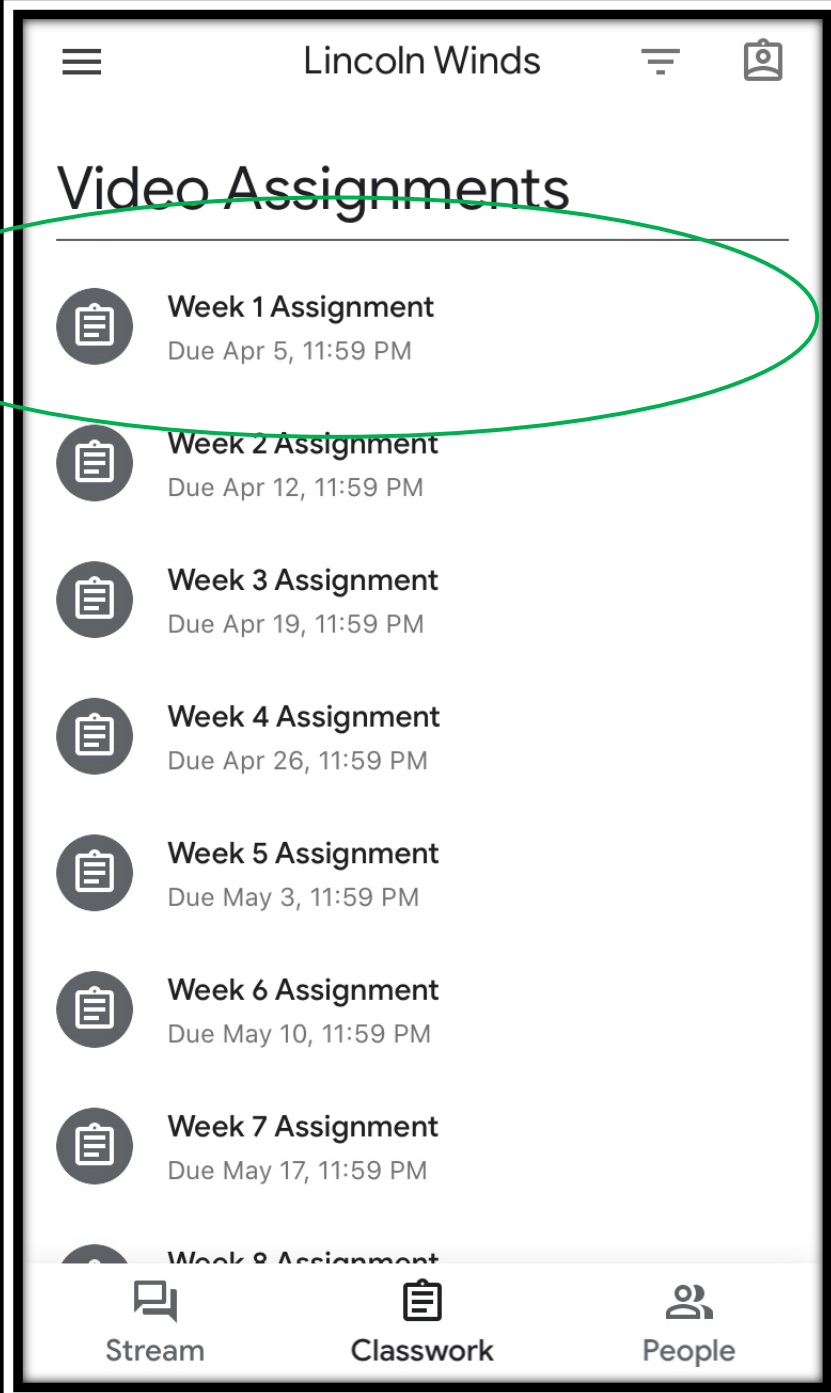 Lincoln Winds
Video Assignments
Week 1 Assignment
Due Apr 5, 11:59 PM
Week 2 Assignment
Due Apr 12, 11:59 PM
Week 3 Assignment
Due Apr 19, 11:59 PM
Week 4 Assignment
Due Apr 26, 11:59 PM
Week 5 Assignment
Due May 3, 11:59 PM
Week 6 Assignment
Due May 10, 11:59 PM
Week 7 Assignment
Due May 17, 11:59 PM
Week 8 Assignment
Stream Classwork People